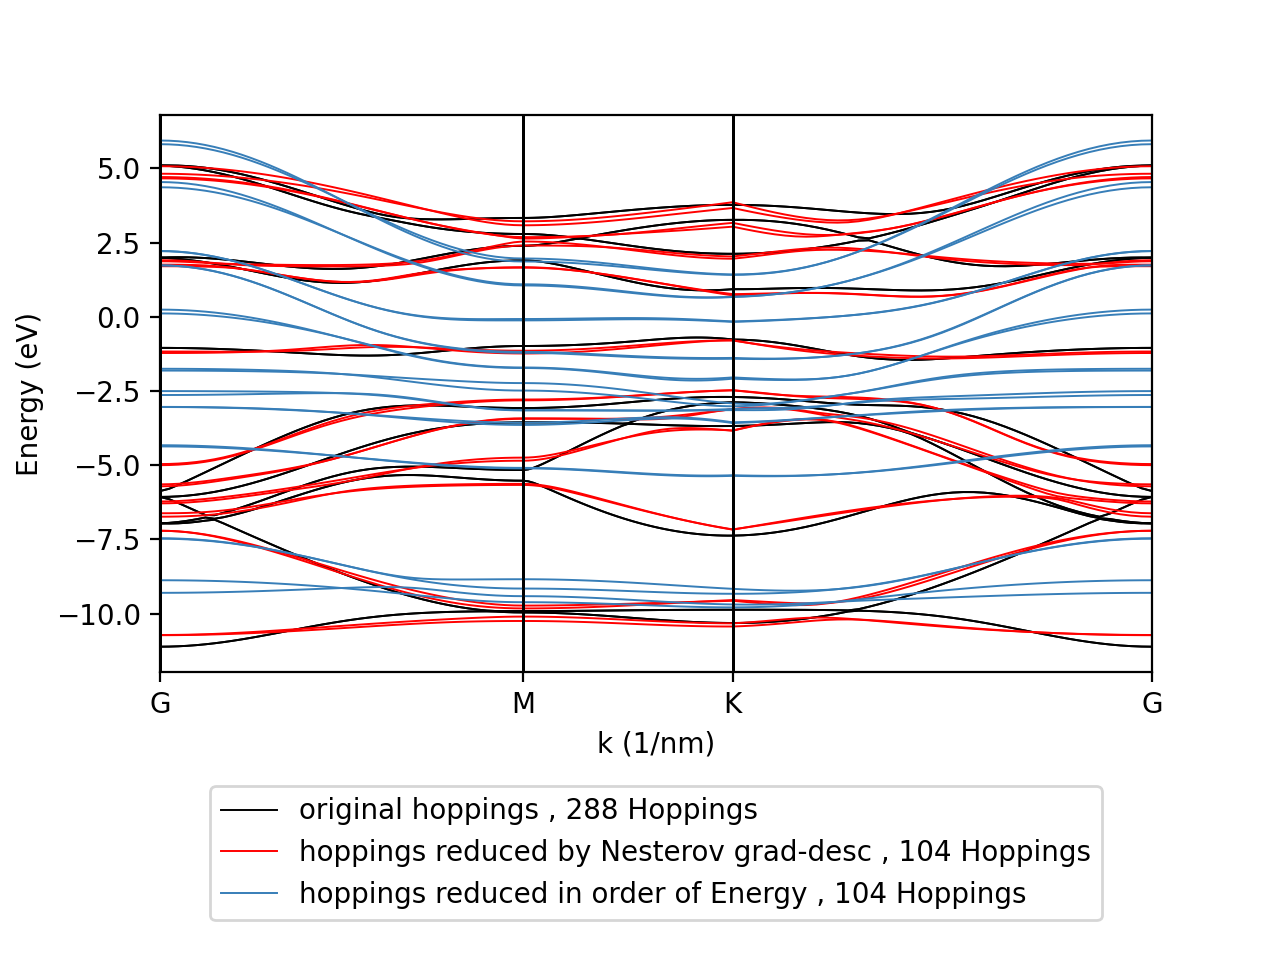 5.0
2.5
0.0
−2.5
−5.0
−7.5
−10.0
Energy (eV)
G M K G
k (1/nm)
original hoppings , 288 Hoppings
hoppings reduced by Nesterov grad-desc , 104 Hoppings
hoppings reduced in order of Energy , 104 Hoppings